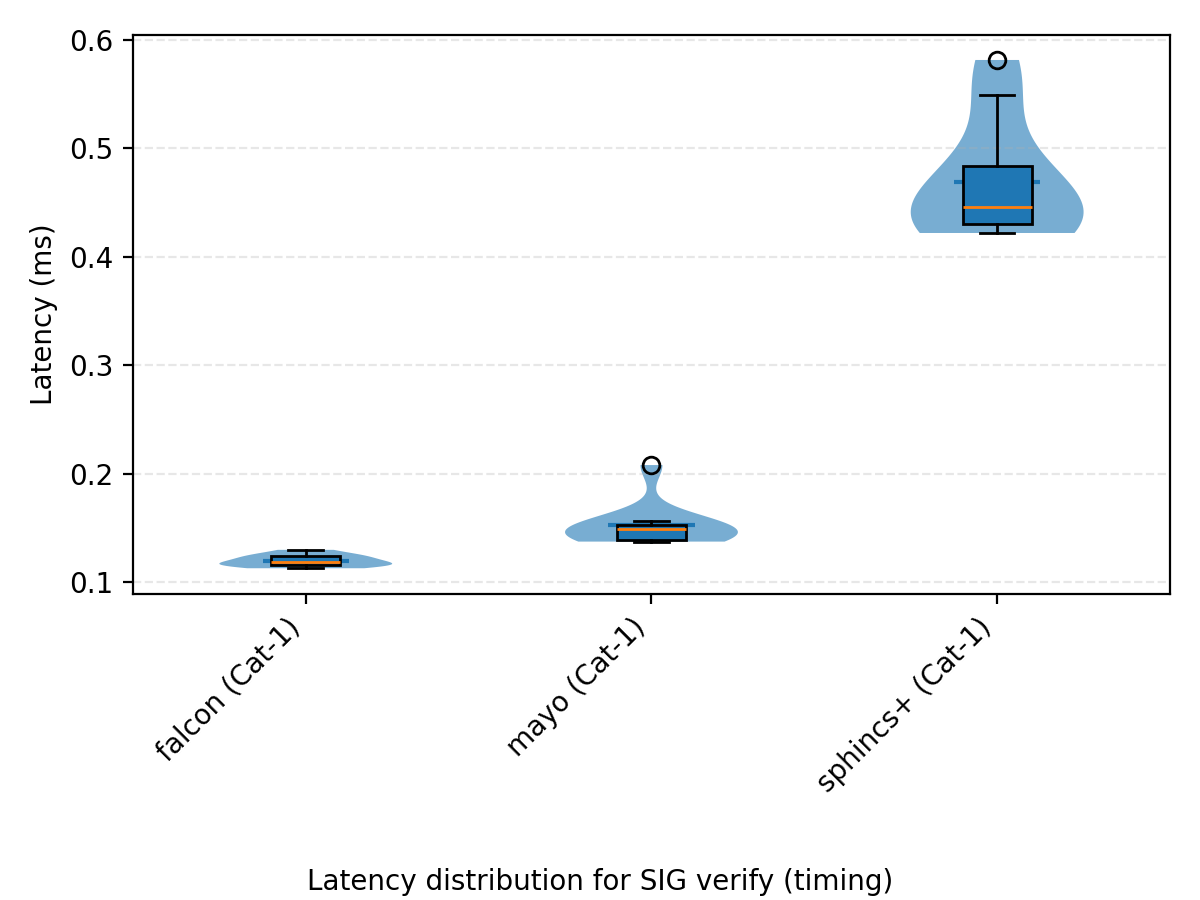 0.6
0.5
0.4
0.3
0.2
0.1
Latency (ms)
falcon (Cat-1)
mayo (Cat-1)
sphincs+ (Cat-1)
Latency distribution for SIG verify (timing)